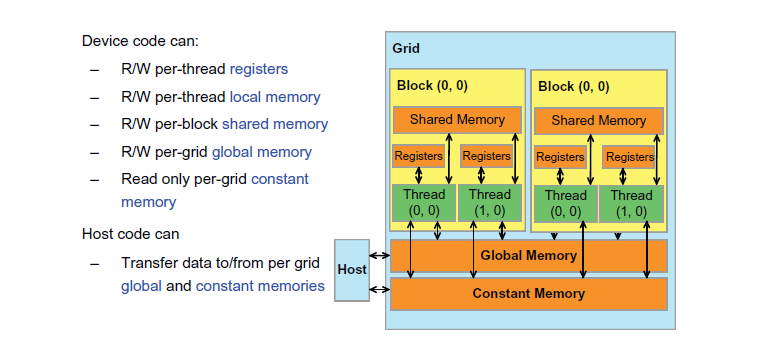 Device code can:
– R/W per-thread registers
– R/W per-thread local memory
– R/W per-block shared memory
– R/W per-grid global memory
– Read only per-grid constant
memory
Host code can
– Transfer data to/from per grid
global and constant memories
Grid
Block (0, 0)
Shared Memory
Registers
Registers
Thread
(0, 0)
Thread
(1, 0)
Block (0, 0)
Shared Memory
Registers
Registers
Thread
(0, 0)
Thread
(1, 0)
Host
Global Memory
Constant Memory